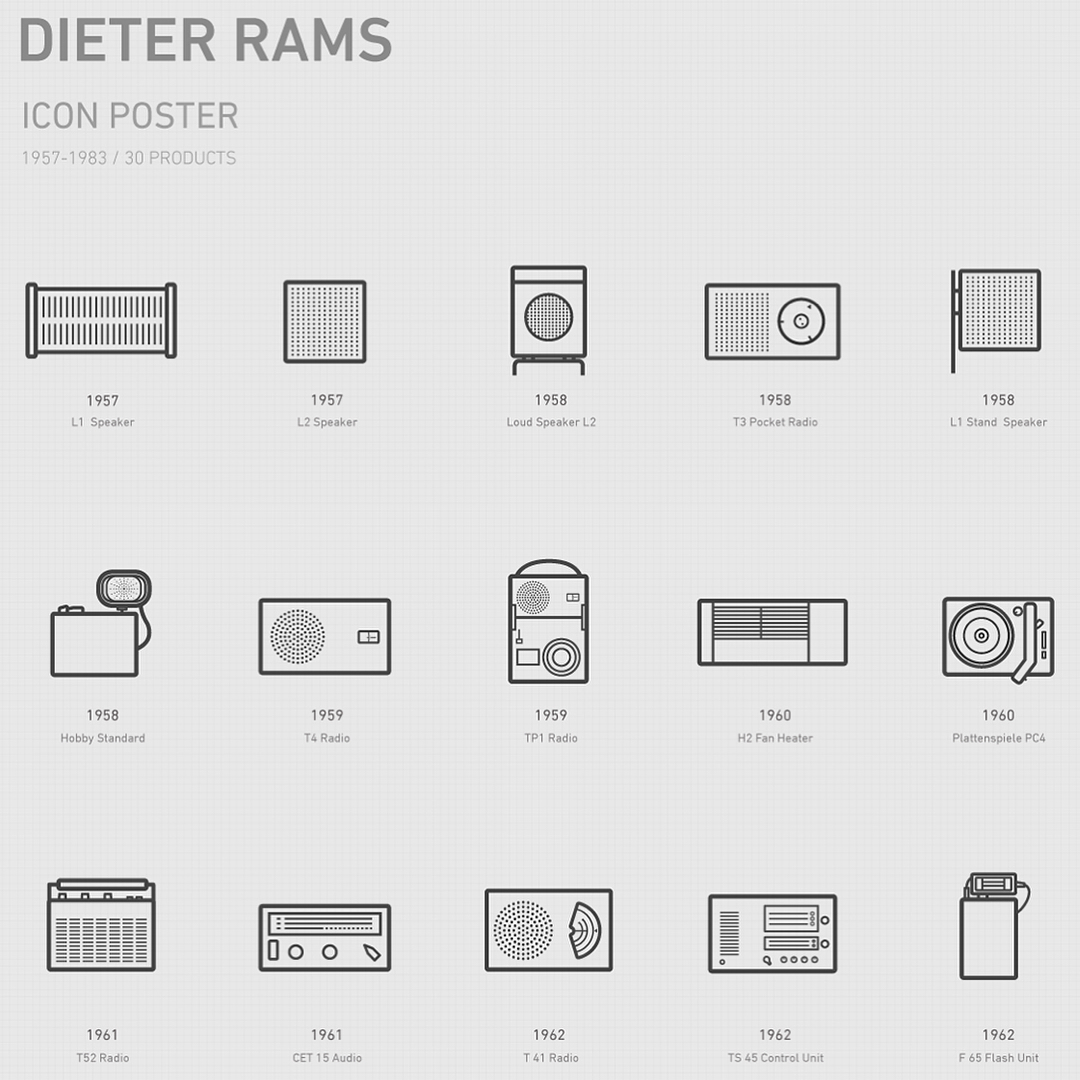 DIETER RAMS
ICON POSTER
1957-1983 / 30 PRODUCTS
1957
L1 Speaker
1957
L2 Speaker
1958
Loud Speaker L2
1958
T3 Pocket Radio
1958
L1 Stand Speaker
1958
Hobby Standard
1959
T4 Radio
1959
TP1 Radio
1960
H2 Fan Heater
1960
Plattenspiele PC4
1961
T52 Radio
1961
CET 15 Audio
1962
T 41 Radio
1962
TS 45 Control Unit
1962
F 65 Flash Unit